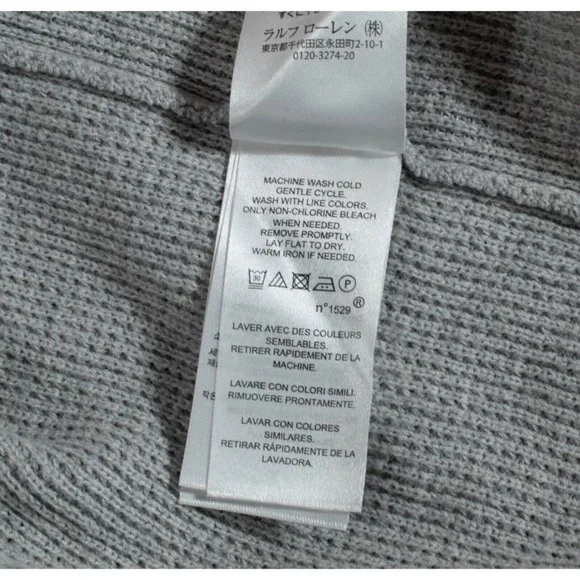 ラルフ ローレン (株)
東京都千代田区永田町2-10-1
0120-3274-20
MACHINE WASH COLD
GENTLE CYCLE.
WASH WITH LIKE COLORS.
ONLY NON-CHLORINE BLEACH
WHEN NEEDED.
REMOVE PROMPTLY.
LAY FLAT TO DRY.
WARM IRON IF NEEDED.
30 P
n°1529 ®
LAVER AVEC DES COULEURS
SEMBLABLES.
RETIRER RAPIDEMENT DE LA
MACHINE.
LAVARE CON COLORI SIMILI.
RIMUOVERE PRONTAMENTE.
LAVAR CON COLORES
SIMILARES.
RETIRAR RÁPIDAMENTE DE LA
LAVADORA.